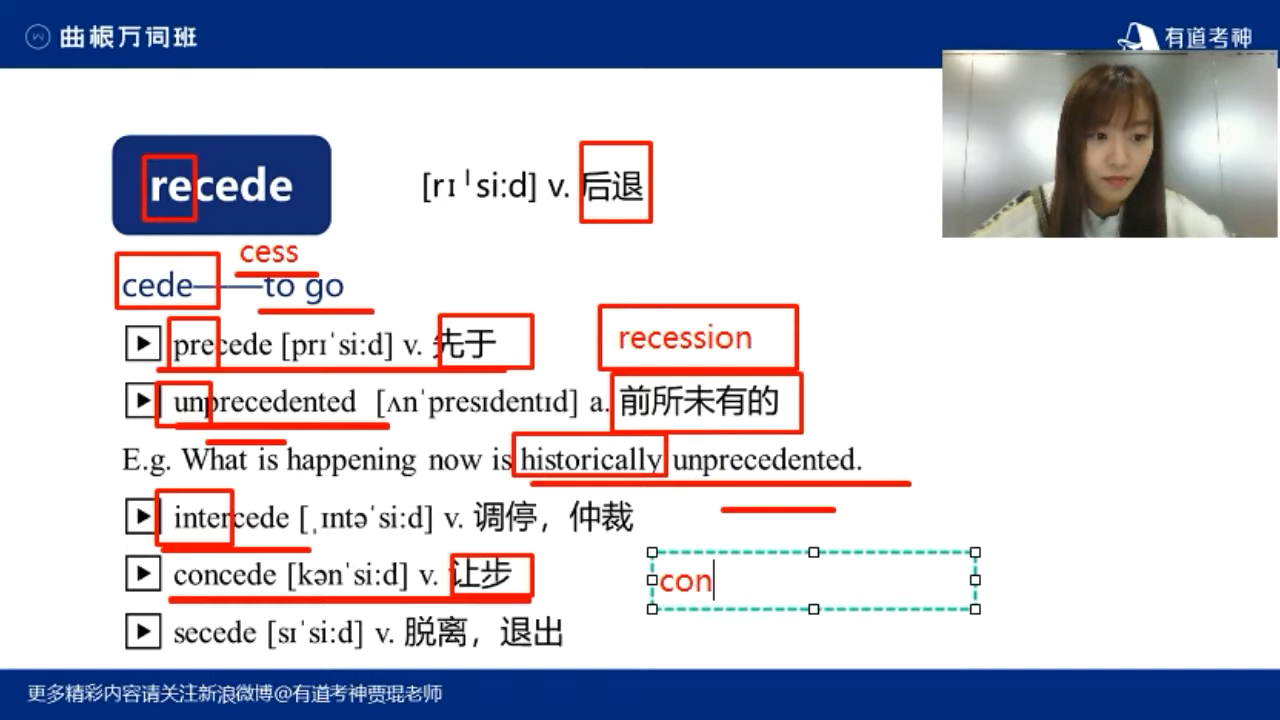 曲根万词班
有道考神
recede [rɪˈsi:d] v. 后退
cess
cede——to go
precede [prɪˈsi:d] v. 先于
recession
unprecedented [ʌnˈpresɪdentɪd] a. 前所未有的
E.g. What is happening now is historically unprecedented.
intercede [ˌɪntəˈsi:d] v. 调停，仲裁
concede [kənˈsi:d] v. 让步
con
secede [sɪˈsi:d] v. 脱离，退出
更多精彩内容请关注新浪微博@有道考神贾琨老师